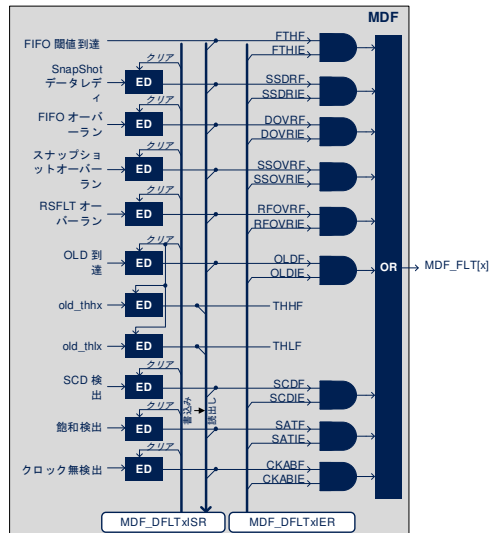 MDF
FIFO 閾値到達
FTHF
FTHIE
クリア
SnapShot
データレディ
ED
SSDRF
SSDRIE
クリア
FIFO オーバ
ーラン
ED
DOVRF
DOVRIE
クリア
スナップショ
ットオーバー
ラン
ED
SSOVRF
SSOVRIE
クリア
RSFLT オー
バーラン
ED
RFOVRF
RFOVRIE
クリア
OLD 到
達
ED
OLDF
OLDIE
OR
MDF_FLT[x]
old_thhx
ED
THHF
old_thlx
ED
THLF
クリア
SCD 検
出
ED
SCDF
SCDIE
書込み
読出し
クリア
飽和検出
ED
SATF
SATIE
クリア
クロック無検出
ED
CKABF
CKABIE
MDF_DFLTxISR
MDF_DFLTxIER